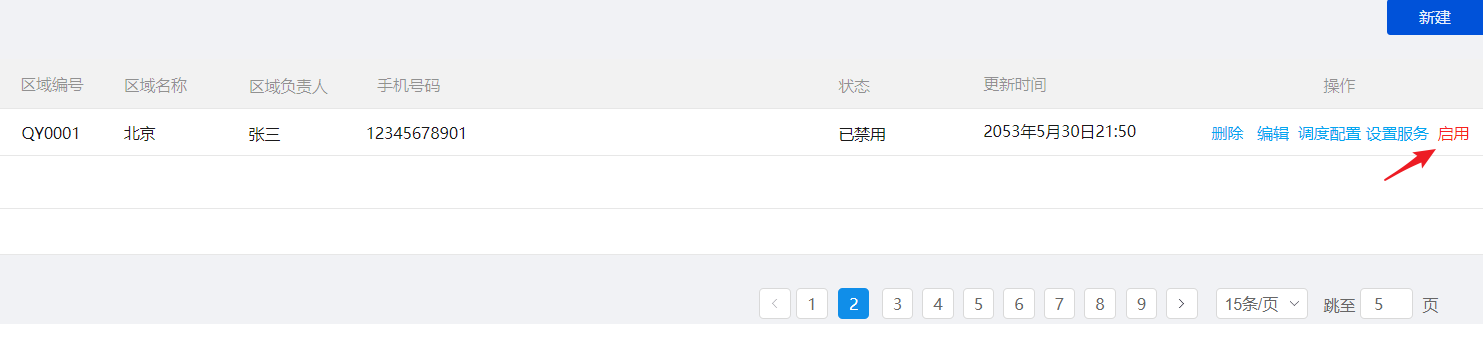 新建
区域编号 区域名称 区域负责人 手机号码 状态 更新时间 操作
QY0001 北京 张三 12345678901 已禁用 2053年5月30日21:50 删除 编辑 调度配置 设置服务 启用
1 2 3 4 5 6 7 8 9 15条/页 跳至 5 页